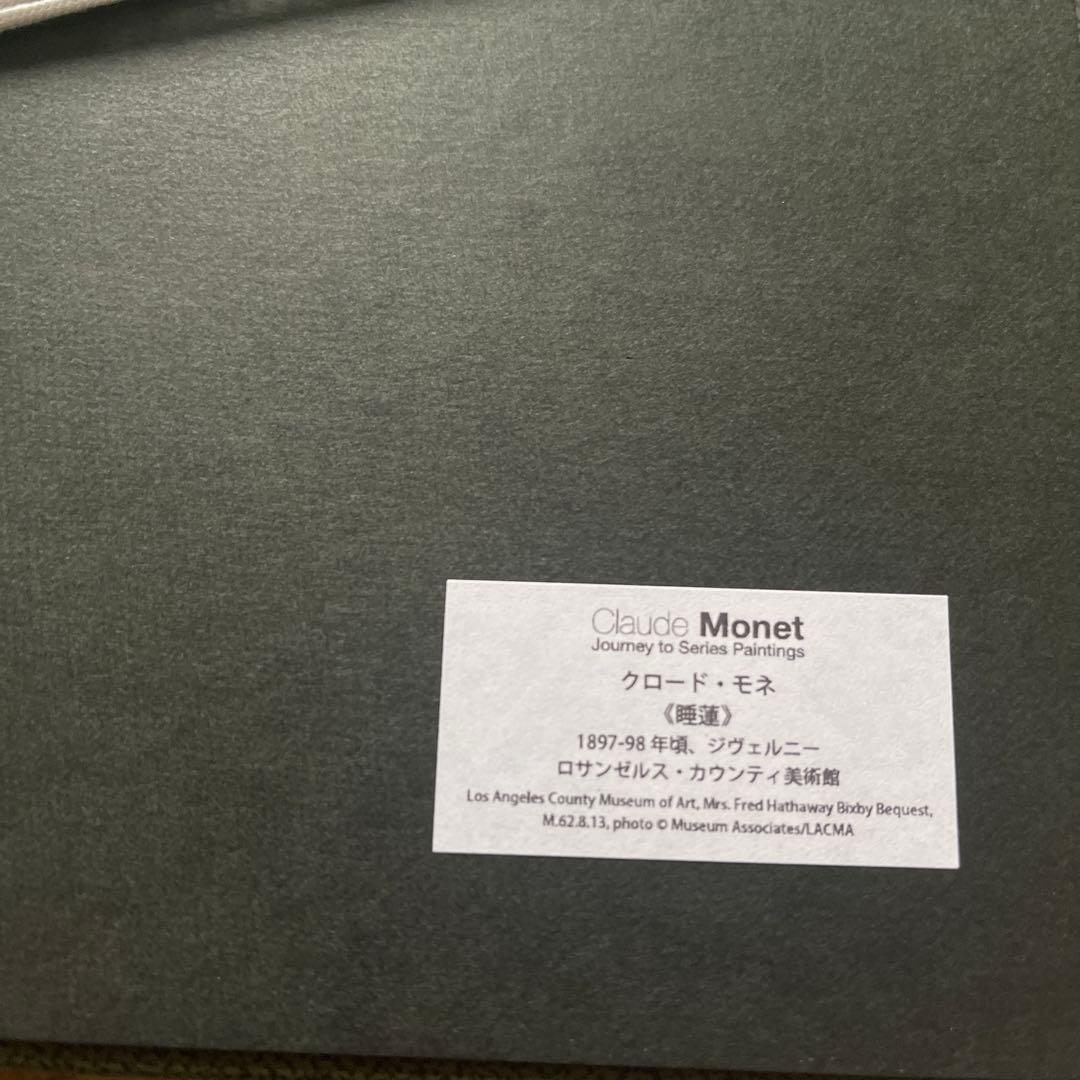 Claude Monet
Journey to Series Paintings
クロード・モネ
《睡蓮》
1897-98 年頃、ジヴェルニー
ロサンゼルス・カウンティ美術館
Los Angeles County Museum of Art, Mrs. Fred Hathaway Bixby Bequest,
M.62.8.13, photo © Museum Associates/LACMA